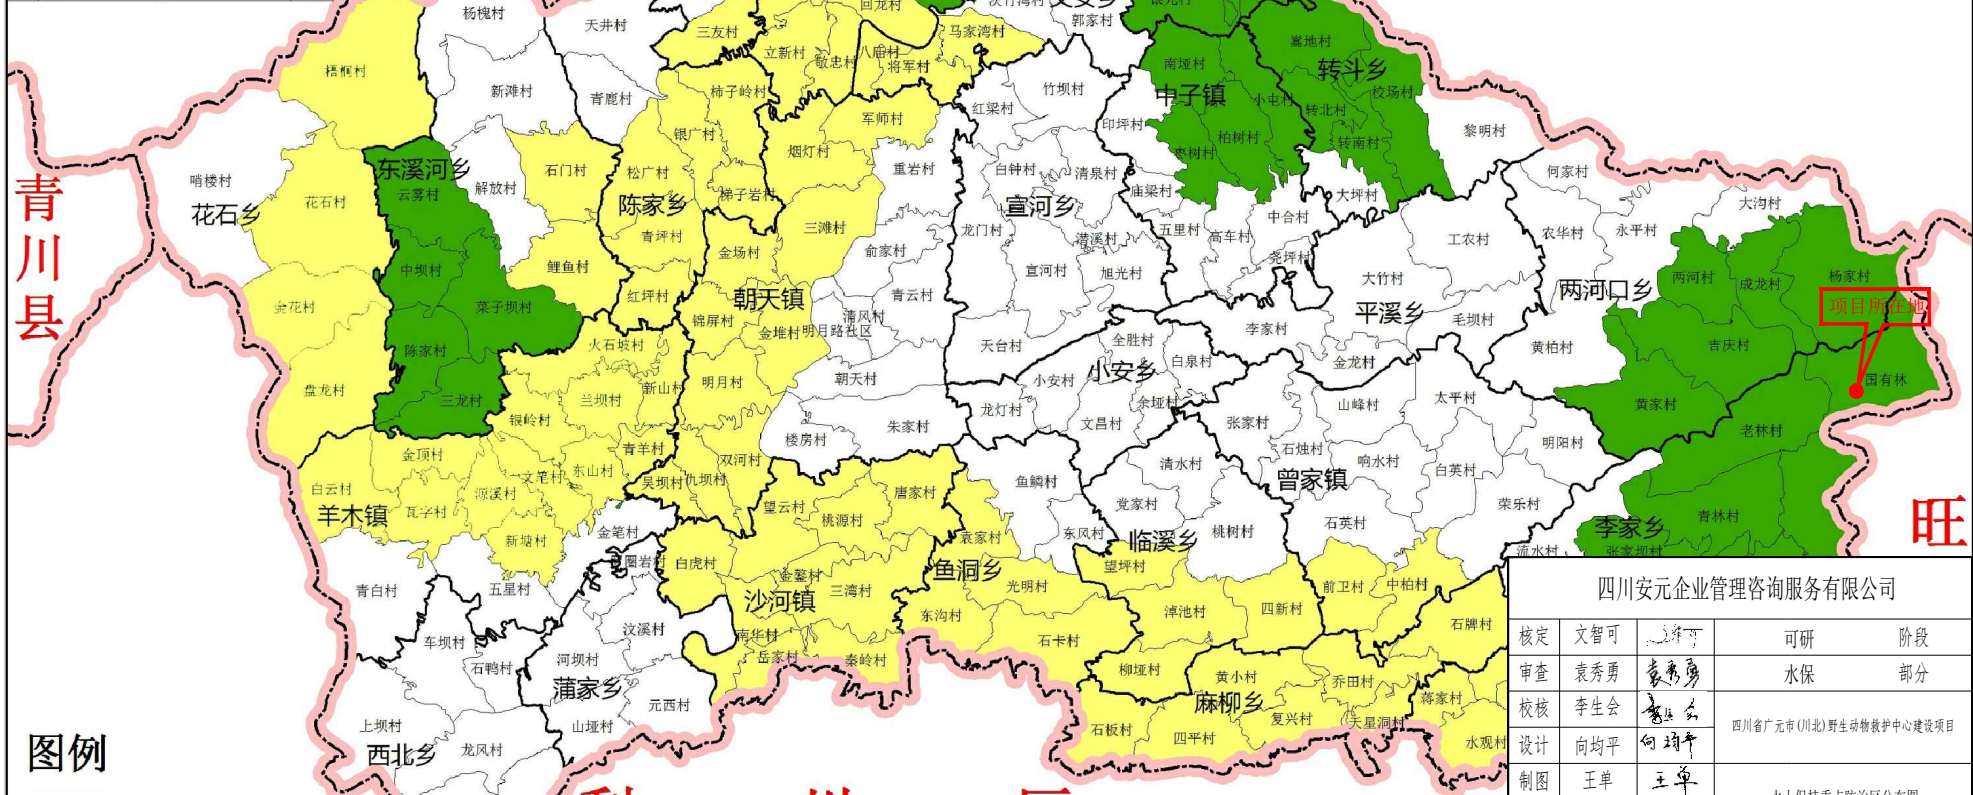 杨槐村
天井村
三友村
回龙村
马家湾村
郭家村
立新村
敬忠村
八庙村
将军村
梧桐村
新滩村
青鹿村
柿子岭村
军师村
竹坝村
红梁村
印坪村
南垭村
中子镇
小屯村
嵩地村
转斗乡
校场村
转北村
转南村
黎明村
银广村
烟灯村
柏树村
枣树村
东溪河乡
云雾村
解放村
石门村
松广村
陈家乡
梯子岩村
重岩村
白钟村
清泉村
庙梁村
大坪村
何家村
青
川
县
哨楼村
花石乡
花石村
青坪村
金场村
三滩村
俞家村
龙门村
宣河乡
潜溪村
五里村
高车村
中合村
尧坪村
工农村
农华村
永平村
大沟村
中坝村
鲤鱼村
红坪村
朝天镇
青云村
宣河村
旭光村
大竹村
两河口乡
两河村
成龙村
杨家村
项目所在地
金花村
菜子坝村
锦屏村
金堆村
明月路社区
清风村
平溪乡
毛坝村
陈家村
火石坡村
天台村
全胜村
白泉村
李家村
金龙村
黄柏村
吉庆村
国有林
盘龙村
三龙村
兰坝村
新山村
明月村
朝天村
小安村
小安乡
余垭村
山峰村
太平村
黄家村
银岭村
楼房村
朱家村
龙灯村
文昌村
张家村
老林村
金顶村
文笔村
东山村
青羊村
吴坝村
仇坝村
双河村
清水村
石烛村
响水村
白英村
明阳村
白云村
源溪村
瓦子村
羊木镇
望云村
桃源村
唐家村
鱼鳞村
党家村
曾家镇
荣乐村
新塘村
金笔村
袁家村
东风村
临溪乡
桃树村
石英村
李家乡
青林村
旺
流水村
张家坝村
青白村
五星村
白虎村
金鳌村
三湾村
沙河镇
鱼洞乡
光明村
望坪村
前卫村
中柏村
车坝村
石鸭村
汶溪村
南华村
岳家村
秦岭村
东沟村
石卡村
淖池村
四新村
石牌村
河坝村
蒲家乡
元西村
柳垭村
黄小村
麻柳乡
乔田村
蒋家村
上坝村
西北乡
龙凤村
山垭村
石板村
四平村
复兴村
天星洞村
水观村
图例
四川安元企业管理咨询服务有限公司
核定 文智可 可研 阶段
审查 袁秀勇 袁秀勇 水保 部分
校核 李生会 四川省广元市(川北)野生动物救护中心建设项目
设计 向均平 向均平
制图 王单 王单
水土保持重点防治区分布图